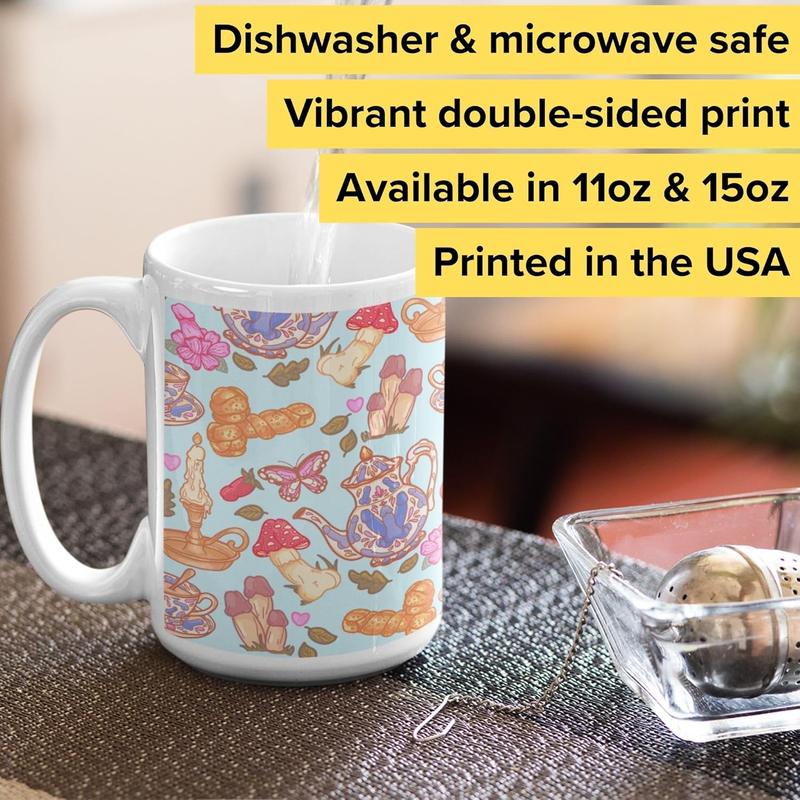 Dishwasher & microwave safe
Vibrant double-sided print
Available in 11oz & 15oz
Printed in the USA